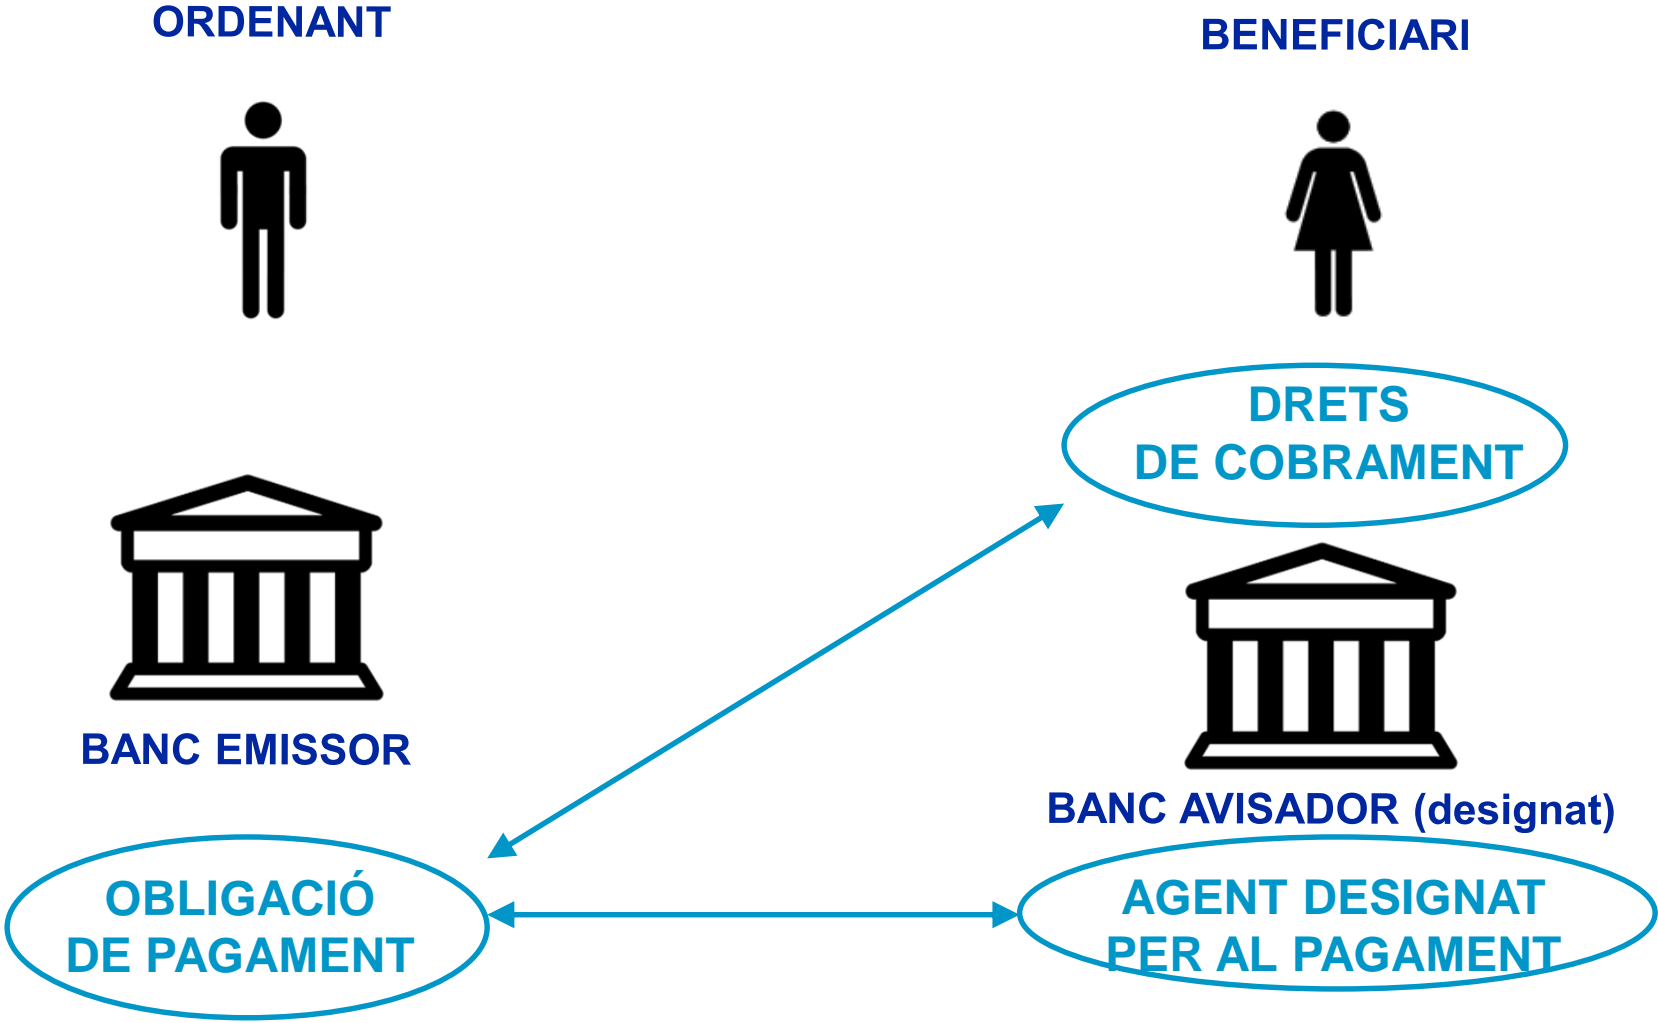 ORDENANT
BENEFICIARI
DRETS
DE COBRAMENT
BANC EMISSOR
BANC AVISADOR (designat)
OBLIGACIÓ
DE PAGAMENT
AGENT DESIGNAT
PER AL PAGAMENT